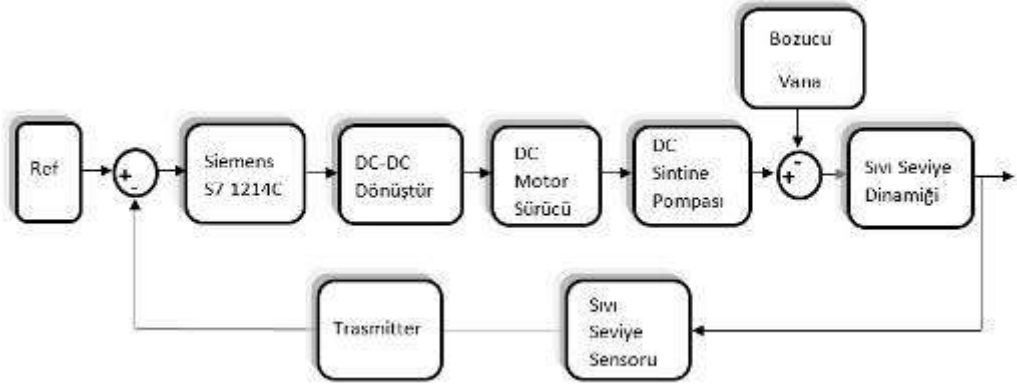 Bozucu
Vana
Ref
+
-
Siemens
S7 1214C
DC-DC
Dönüştür
DC
Motor
Sürücü
DC
Sintine
Pompası
-
+
Sıvı Seviye
Dinamiği
Trasmitter
Sıvı
Seviye
Sensoru